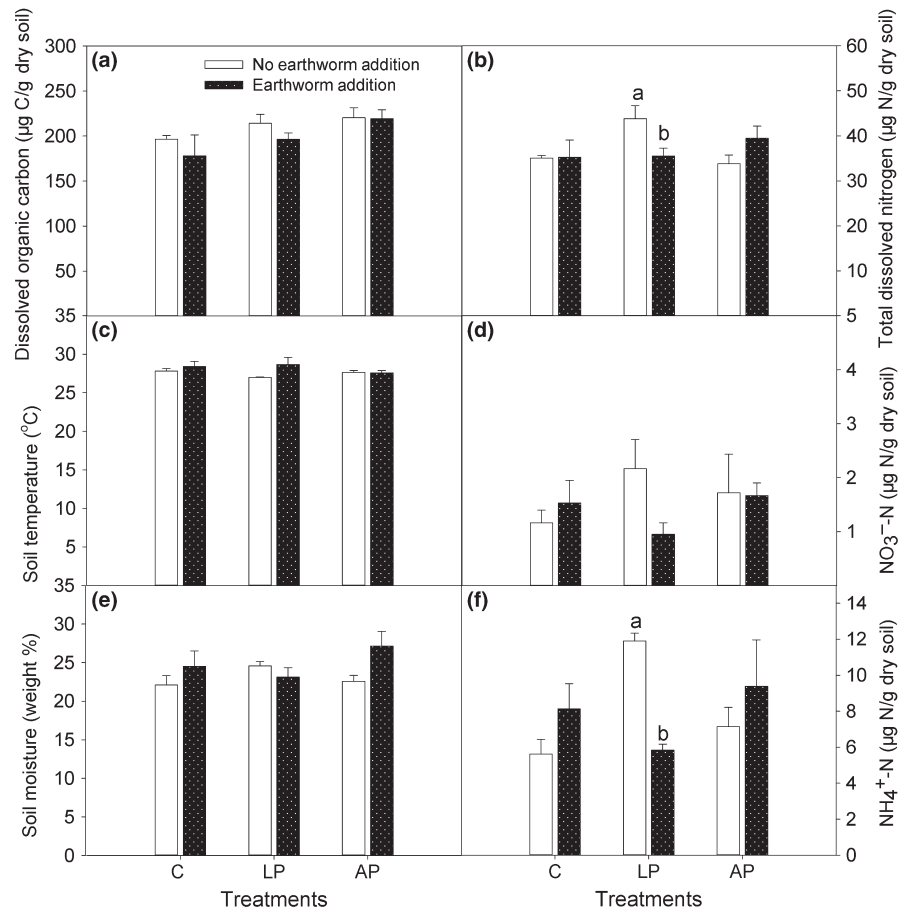 Dissolved organic carbon (µg C/g dry soil)
300
250
200
150
100
50
35
(a)
No earthworm addition
Earthworm addition
(b)
a
b
60
50
40
30
20
10
5
Total dissolved nitrogen (µg N/g dry soil)
Soil temperature (°C)
30
25
20
15
10
5
35
(c)
(d)
4
3
2
1
NO3−-N (µg N/g dry soil)
Soil moisture (weight %)
30
25
20
15
10
5
0
(e)
(f)
a
b
14
12
10
8
6
4
2
0
NH4+-N (µg N/g dry soil)
C LP AP
C LP AP
Treatments
Treatments